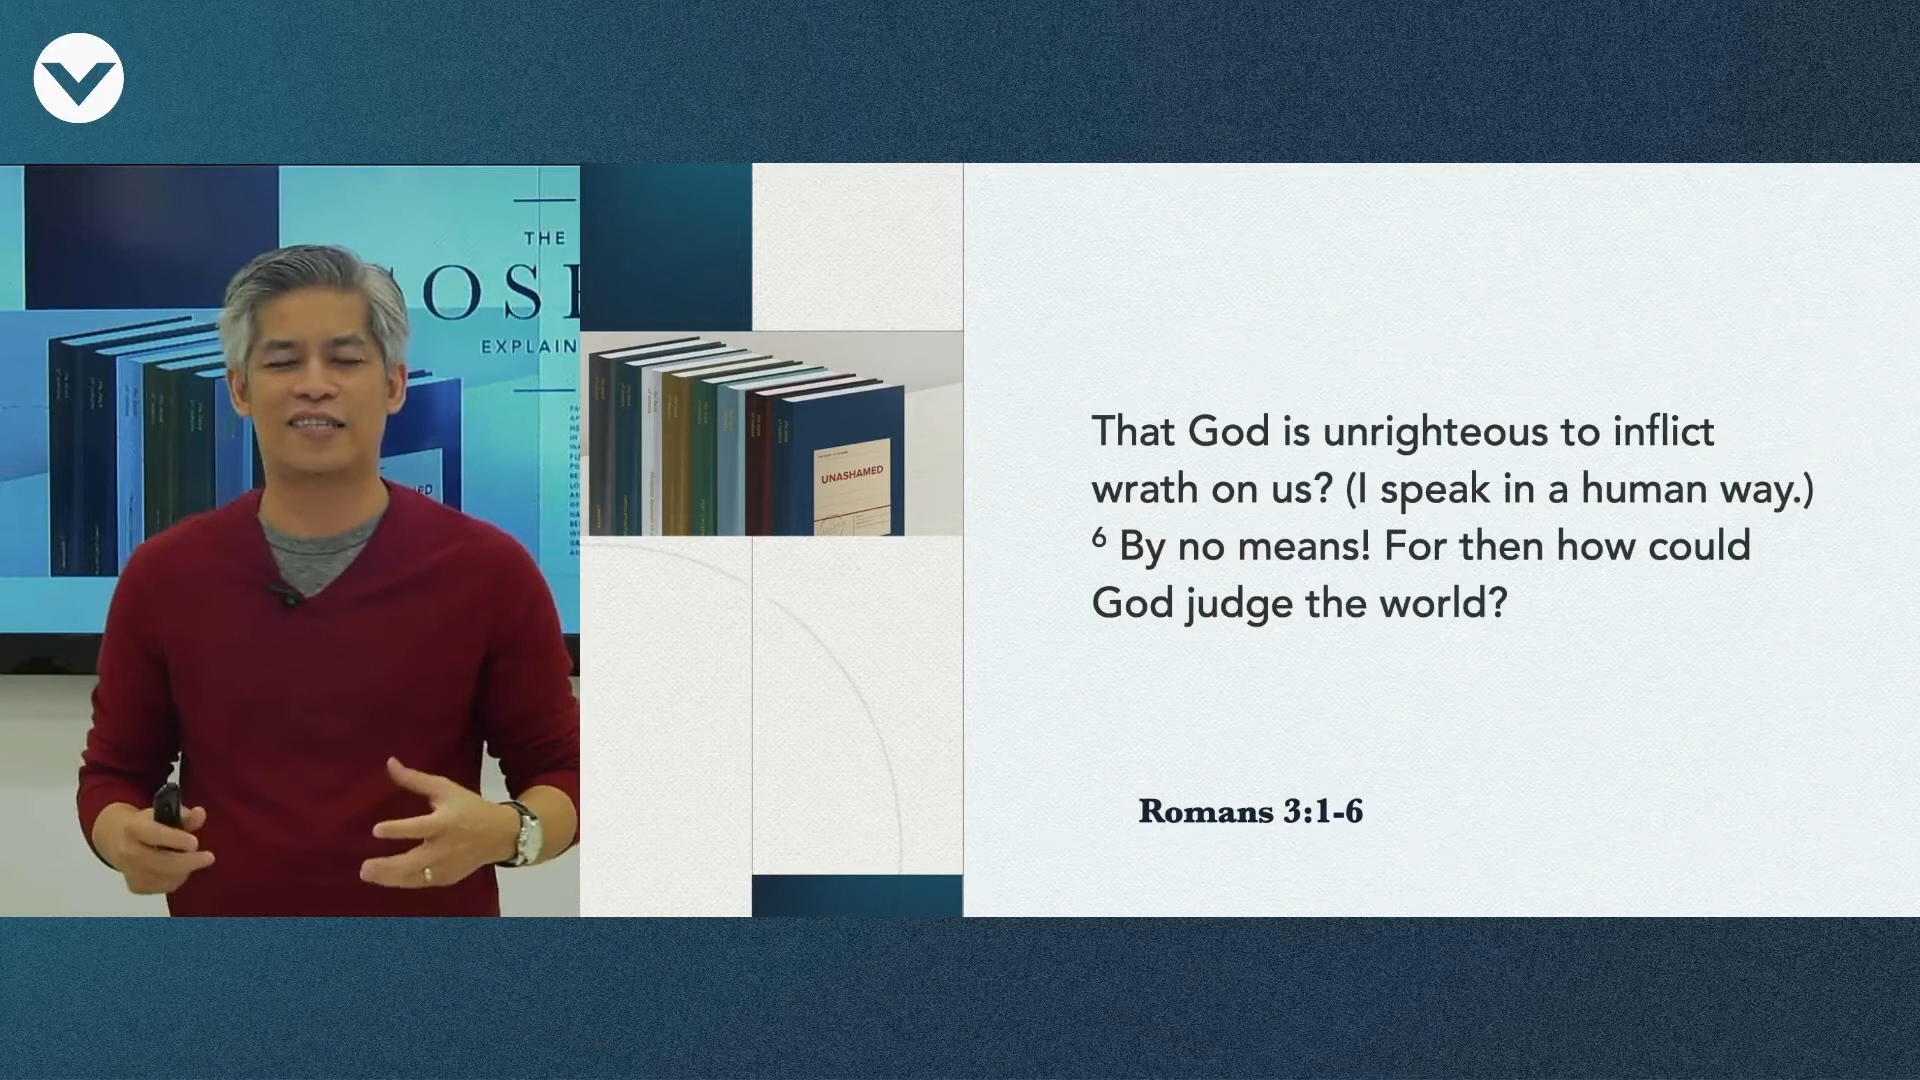 THE
OSP
EXPLAIN
UNASHAMED
That God is unrighteous to inflict
wrath on us? (I speak in a human way.)
⁶ By no means! For then how could
God judge the world?
Romans 3:1-6